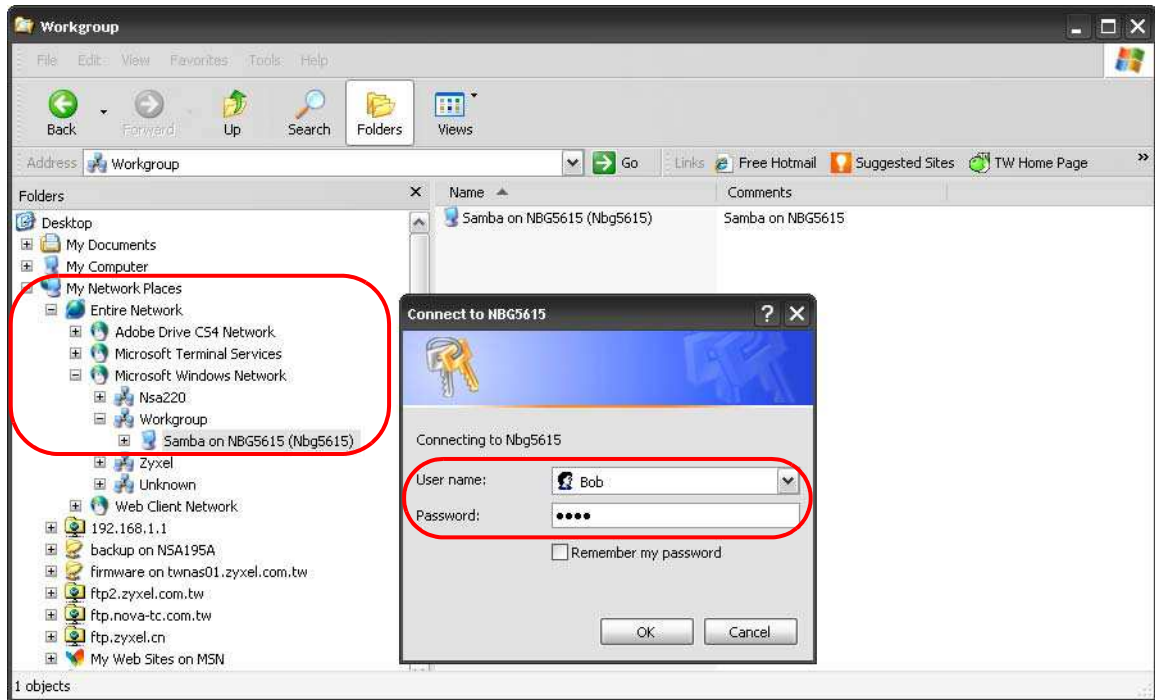 Workgroup
File Edit View Favorites Tools Help
Back Forward Up Search Folders Views
Address Workgroup Go Links Free Hotmail Suggested Sites TW Home Page »
Folders
Name Comments
Samba on NBG5615 (Nbg5615) Samba on NBG5615
Desktop
My Documents
My Computer
My Network Places
Entire Network
Adobe Drive CS4 Network
Microsoft Terminal Services
Microsoft Windows Network
Nsa220
Workgroup
Samba on NBG5615 (Nbg5615)
Zyxel
Unknown
Web Client Network
192.168.1.1
backup on NSA195A
firmware on twnas01.zyxel.com.tw
ftp2.zyxel.com.tw
ftp.nova-tc.com.tw
ftp.zyxel.cn
My Web Sites on MSN
Connect to NBG5615
Connecting to Nbg5615
User name: Bob
Password: ••••
Remember my password
OK Cancel
1 objects